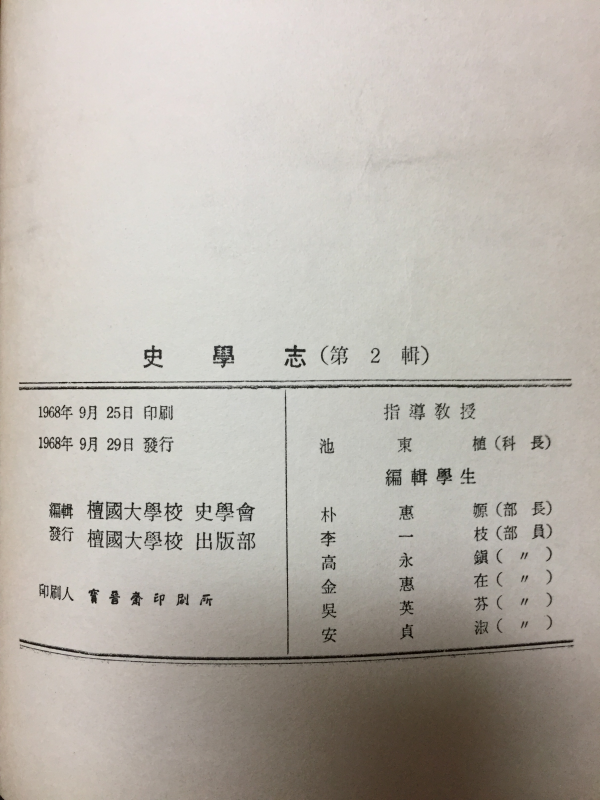 史學志(第2輯)
1968年 9月 25日 印刷
1968年 9月 29日 發行
編輯 檀國大學校 史學會
發行 檀國大學校 出版部
印刷人 寶晉齋印刷所
指導教授
池東植(科長)
編輯學生
朴惠嫄(部長)
李一枝(部員)
高永鎭(〃)
金惠在(〃)
吳英芬(〃)
安貞淑(〃)